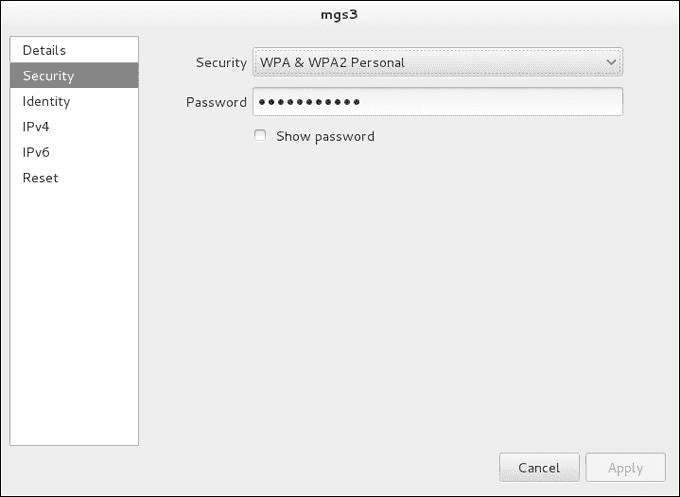 mgs3
Details
Security
Identity
IPv4
IPv6
Reset
Security WPA & WPA2 Personal
Password ●●●●●●●●●●●
Show password
Cancel Apply